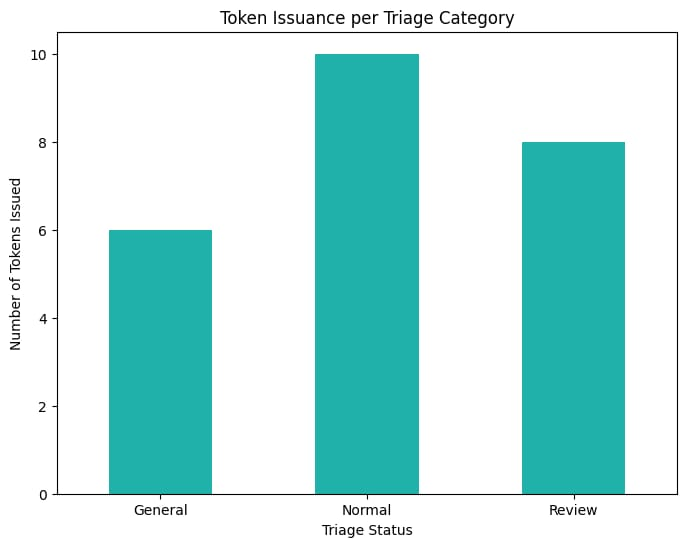 Token Issuance per Triage Category
Number of Tokens Issued
10
8
6
4
2
0
General Normal Review
Triage Status